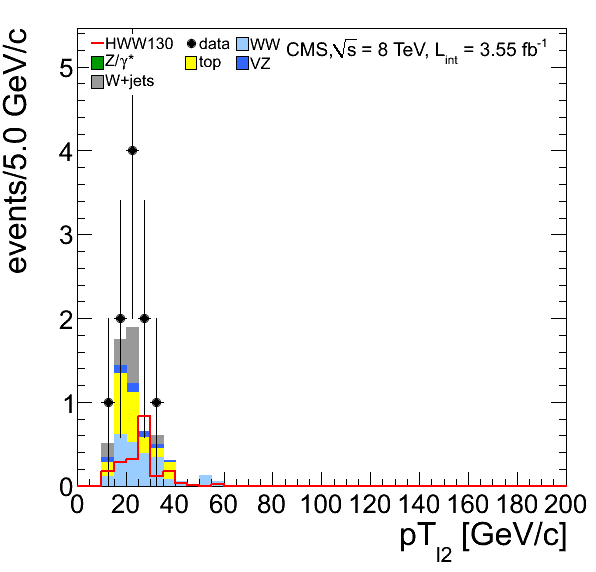 HWW130 data WW CMS,√s = 8 TeV, L_int = 3.55 fb⁻¹
Z/γ* top VZ
W+jets
events/5.0 GeV/c
5
4
3
2
1
0
0 20 40 60 80 100 120 140 160 180 200
pT_l2 [GeV/c]